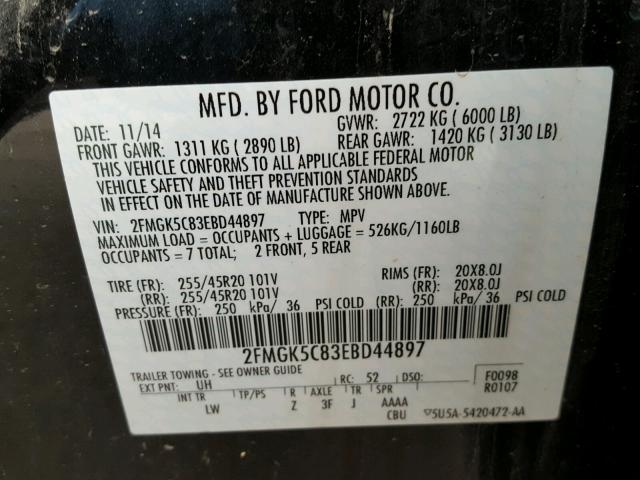 MFD. BY FORD MOTOR CO.
DATE: 11/14 GVWR: 2722 KG ( 6000 LB)
FRONT GAWR: 1311 KG ( 2890 LB) REAR GAWR: 1420 KG ( 3130 LB)
THIS VEHICLE CONFORMS TO ALL APPLICABLE FEDERAL MOTOR
VEHICLE SAFETY AND THEFT PREVENTION STANDARDS
IN EFFECT ON THE DATE OF MANUFACTURE SHOWN ABOVE.
VIN: 2FMGK5C83EBD44897 TYPE: MPV
MAXIMUM LOAD = OCCUPANTS + LUGGAGE = 526KG/1160LB
OCCUPANTS = 7 TOTAL; 2 FRONT, 5 REAR
TIRE (FR): 255/45R20 101V RIMS (FR): 20X8.0J
(RR): 255/45R20 101V (RR): 20X8.0J
PRESSURE (FR): 250 kPa/ 36 PSI COLD (RR): 250 kPa/ 36 PSI COLD
2FMGK5C83EBD44897
TRAILER TOWING - SEE OWNER GUIDE
EXT PNT: UH RC: 52 DSO: F0098
INT TR TP/PS R AXLE TR SPR R0107
LW Z 3F J AAAA
CBU 5U5A-5420472-AA